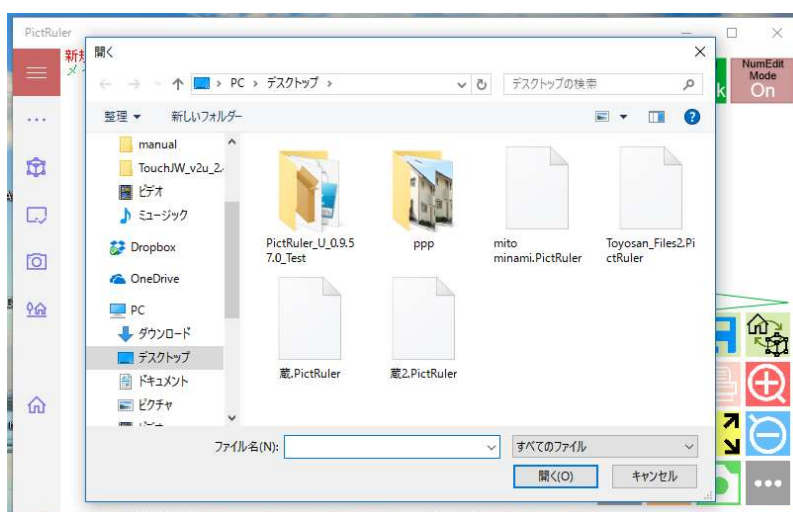 PictRuler
新規
開く
PC > デスクトップ >
デスクトップの検索
整理
新しいフォルダー
NumEdit
Mode
On
k
manual
TouchJW_v2u_2.
ビデオ
ミュージック
Dropbox
OneDrive
PC
ダウンロード
デスクトップ
ドキュメント
ピクチャ
PictRuler_U_0.9.5
7.0_Test
ppp
mito
minami.PictRuler
Toyosan_Files2.Pi
ctRuler
蔵.PictRuler
蔵2.PictRuler
ファイル名(N):
すべてのファイル
開く(O)
キャンセル